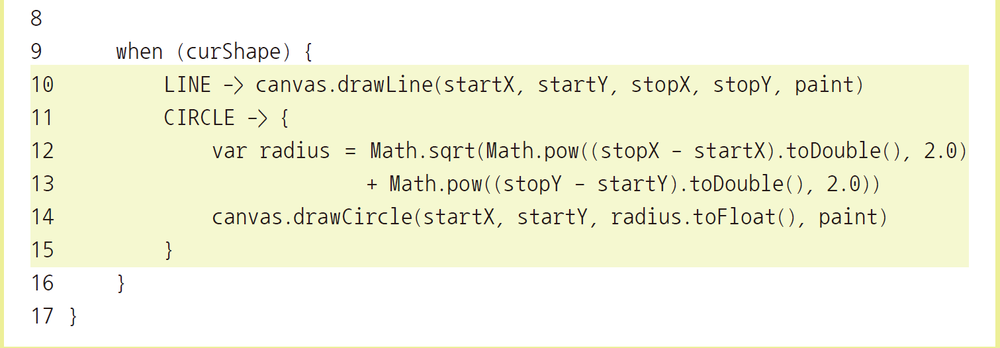 8
9 when (curShape) {
10 LINE -> canvas.drawLine(startX, startY, stopX, stopY, paint)
11 CIRCLE -> {
12 var radius = Math.sqrt(Math.pow((stopX - startX).toDouble(), 2.0)
13 + Math.pow((stopY - startY).toDouble(), 2.0))
14 canvas.drawCircle(startX, startY, radius.toFloat(), paint)
15 }
16 }
17 }